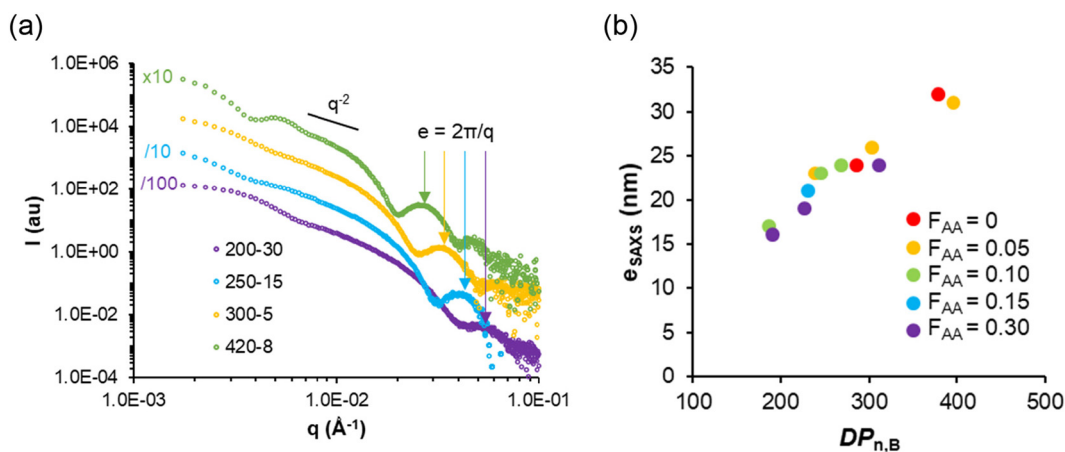 (a)
1.0E+06
x10
1.0E+04
/10
1.0E+02
/100
1.0E+00
1.0E-02
1.0E-04
I (au)
q⁻²
e = 2π/q
200-30
250-15
300-5
420-8
1.0E-03
1.0E-02
1.0E-01
q (Å⁻¹)
(b)
35
30
25
20
15
10
5
0
e_SAXS (nm)
F_AA = 0
F_AA = 0.05
F_AA = 0.10
F_AA = 0.15
F_AA = 0.30
100
200
300
400
500
DP_n,B